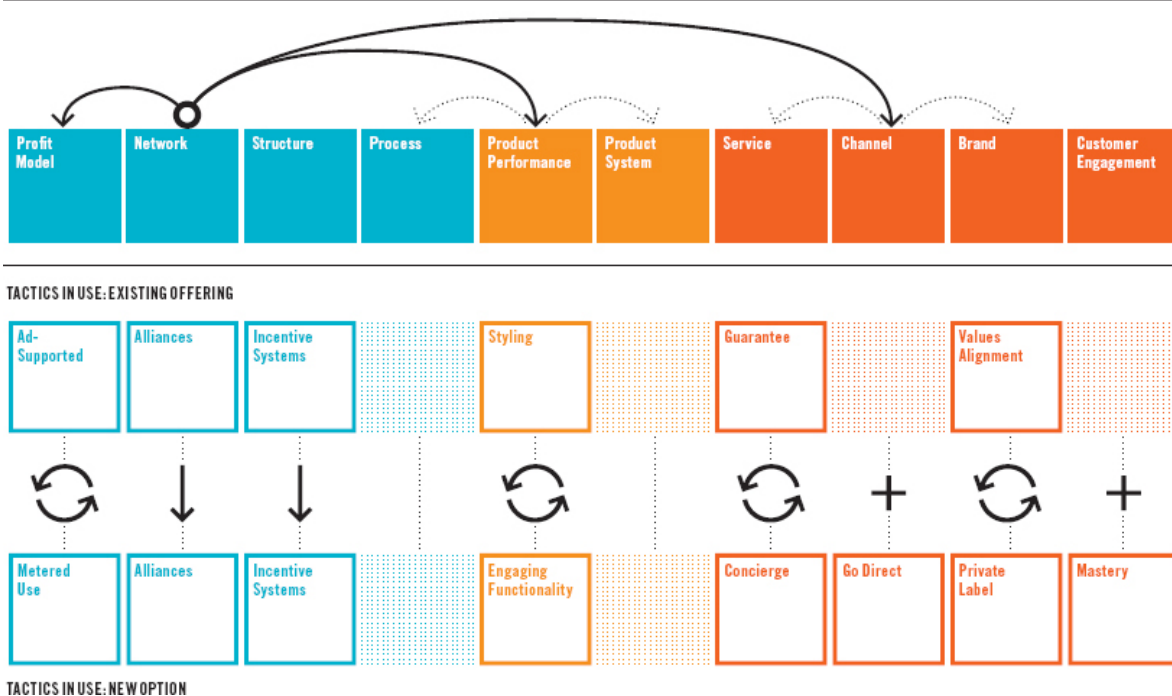 Profit
Model
Network
Structure
Process
Product
Performance
Product
System
Service
Channel
Brand
Customer
Engagement
TACTICS IN USE: EXISTING OFFERING
Ad-
Supported
Alliances
Incentive
Systems
Styling
Guarantee
Values
Alignment
Metered
Use
Alliances
Incentive
Systems
Engaging
Functionality
Concierge
Go Direct
Private
Label
Mastery
TACTICS IN USE: NEW OPTION